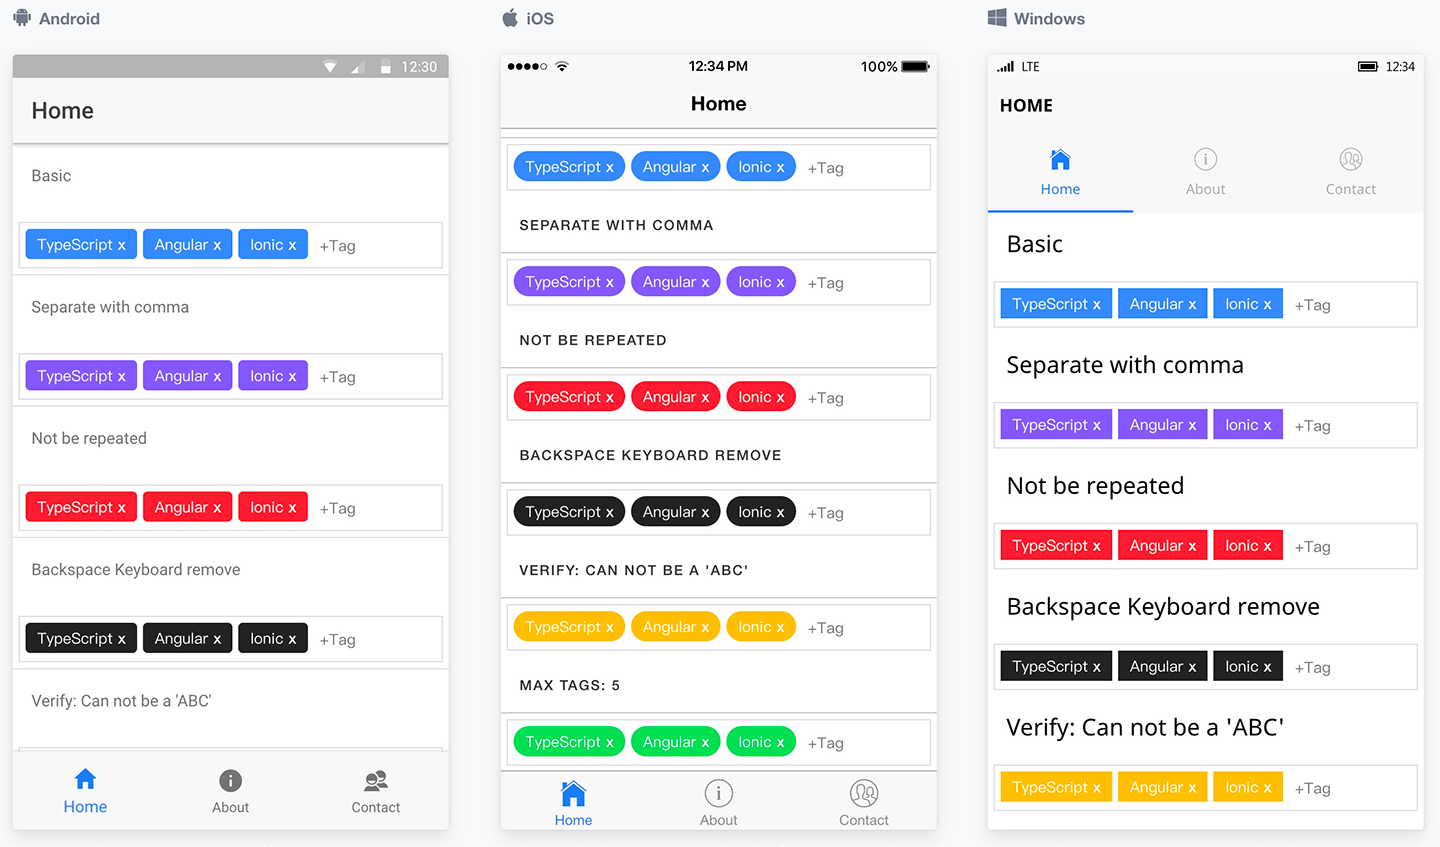 Android
12:30
Home
Basic
TypeScript x Angular x Ionic x +Tag
Separate with comma
TypeScript x Angular x Ionic x +Tag
Not be repeated
TypeScript x Angular x Ionic x +Tag
Backspace Keyboard remove
TypeScript x Angular x Ionic x +Tag
Verify: Can not be a 'ABC'
Home About Contact
iOS
12:34 PM 100%
Home
TypeScript x Angular x Ionic x +Tag
SEPARATE WITH COMMA
TypeScript x Angular x Ionic x +Tag
NOT BE REPEATED
TypeScript x Angular x Ionic x +Tag
BACKSPACE KEYBOARD REMOVE
TypeScript x Angular x Ionic x +Tag
VERIFY: CAN NOT BE A 'ABC'
TypeScript x Angular x Ionic x +Tag
MAX TAGS: 5
TypeScript x Angular x Ionic x +Tag
Home About Contact
Windows
LTE 12:34
HOME
Home About Contact
Basic
TypeScript x Angular x Ionic x +Tag
Separate with comma
TypeScript x Angular x Ionic x +Tag
Not be repeated
TypeScript x Angular x Ionic x +Tag
Backspace Keyboard remove
TypeScript x Angular x Ionic x +Tag
Verify: Can not be a 'ABC'
TypeScript x Angular x Ionic x +Tag